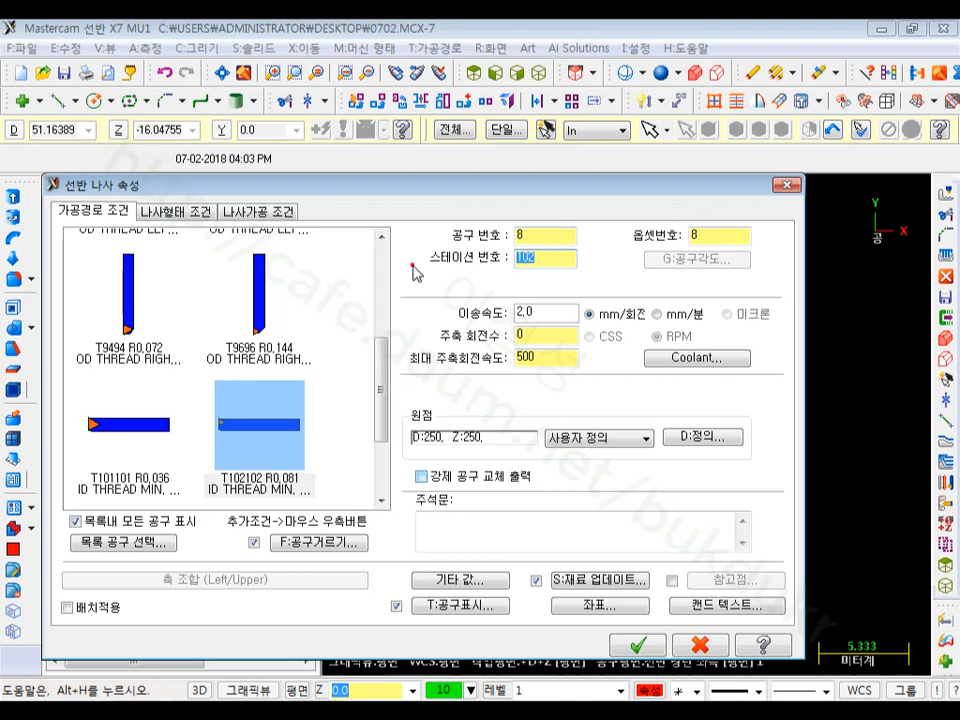 Mastercam 선반 X7 MU1 C:₩USERS₩ADMINISTRATOR₩DESKTOP₩0702.MCX-7
F:파일 E:수정 V:뷰 A:측정 C:그리기 S:솔리드 X:이동 M:머신 형태 T:가공경로 R:화면 Art Ai Solutions I:설정 H:도움말
D 51.16389 Z -16.04755 Y 0.0 전체... 단일... In
07-02-2018 04:03 PM
선반 나사 속성
가공경로 조건 나사형태 조건 나사가공 조건
OD THREAD LEF... OD THREAD LEF...
공구 번호: 8 옵셋번호: 8
스테이션 번호: 102 G:공구각도...
T9494 R0.072 T9696 R0.144
OD THREAD RIGH... OD THREAD RIGH...
이송속도: 2.0 mm/회전 mm/분 미크론
주축 회전수: 0 CSS RPM
최대 주축회전속도: 500 Coolant...
원점
D:250. Z:250. 사용자 정의 D:정의...
T101101 R0.036 T102102 R0.081
ID THREAD MIN. ... ID THREAD MIN. ...
강제 공구 교체 출력
주석문:
목록내 모든 공구 표시 추가조건->마우스 우측버튼
목록 공구 선택... F:공구거르기...
축 조합 (Left/Upper) 기타 값... S:재료 업데이트... 참고점...
배치적용 T:공구표시... 좌표... 캔드 텍스트...
Y
X
공
5.333
미터계
도움말은, Alt+H를 누르시오. 3D 그래픽뷰 평면 Z 0.0 10 레벨 1 속성 WCS 그룹